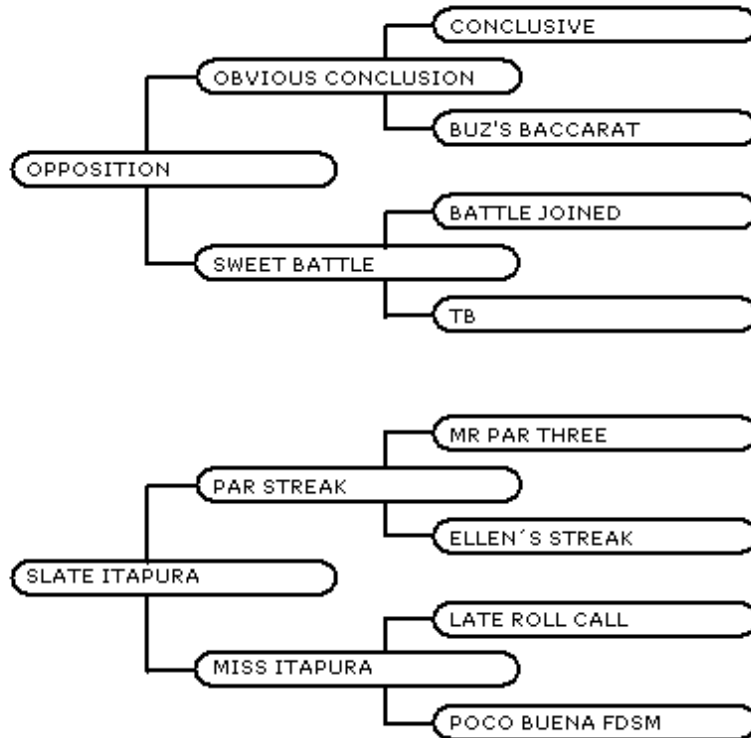 CONCLUSIVE
OBVIOUS CONCLUSION
BUZ'S BACCARAT
OPPOSITION
BATTLE JOINED
SWEET BATTLE
TB
MR PAR THREE
PAR STREAK
ELLEN´S STREAK
SLATE ITAPURA
LATE ROLL CALL
MISS ITAPURA
POCO BUENA FDSM